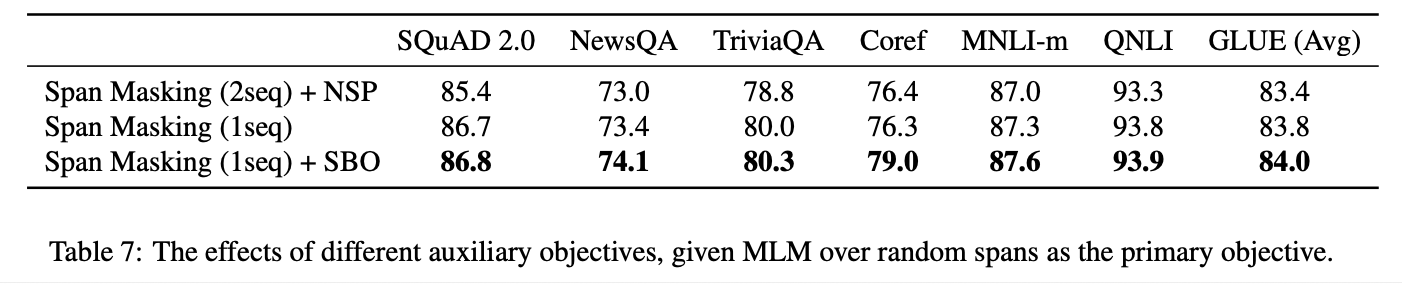 SQuAD 2.0 NewsQA TriviaQA Coref MNLI-m QNLI GLUE (Avg)
Span Masking (2seq) + NSP 85.4 73.0 78.8 76.4 87.0 93.3 83.4
Span Masking (1seq) 86.7 73.4 80.0 76.3 87.3 93.8 83.8
Span Masking (1seq) + SBO 86.8 74.1 80.3 79.0 87.6 93.9 84.0
Table 7: The effects of different auxiliary objectives, given MLM over random spans as the primary objective.